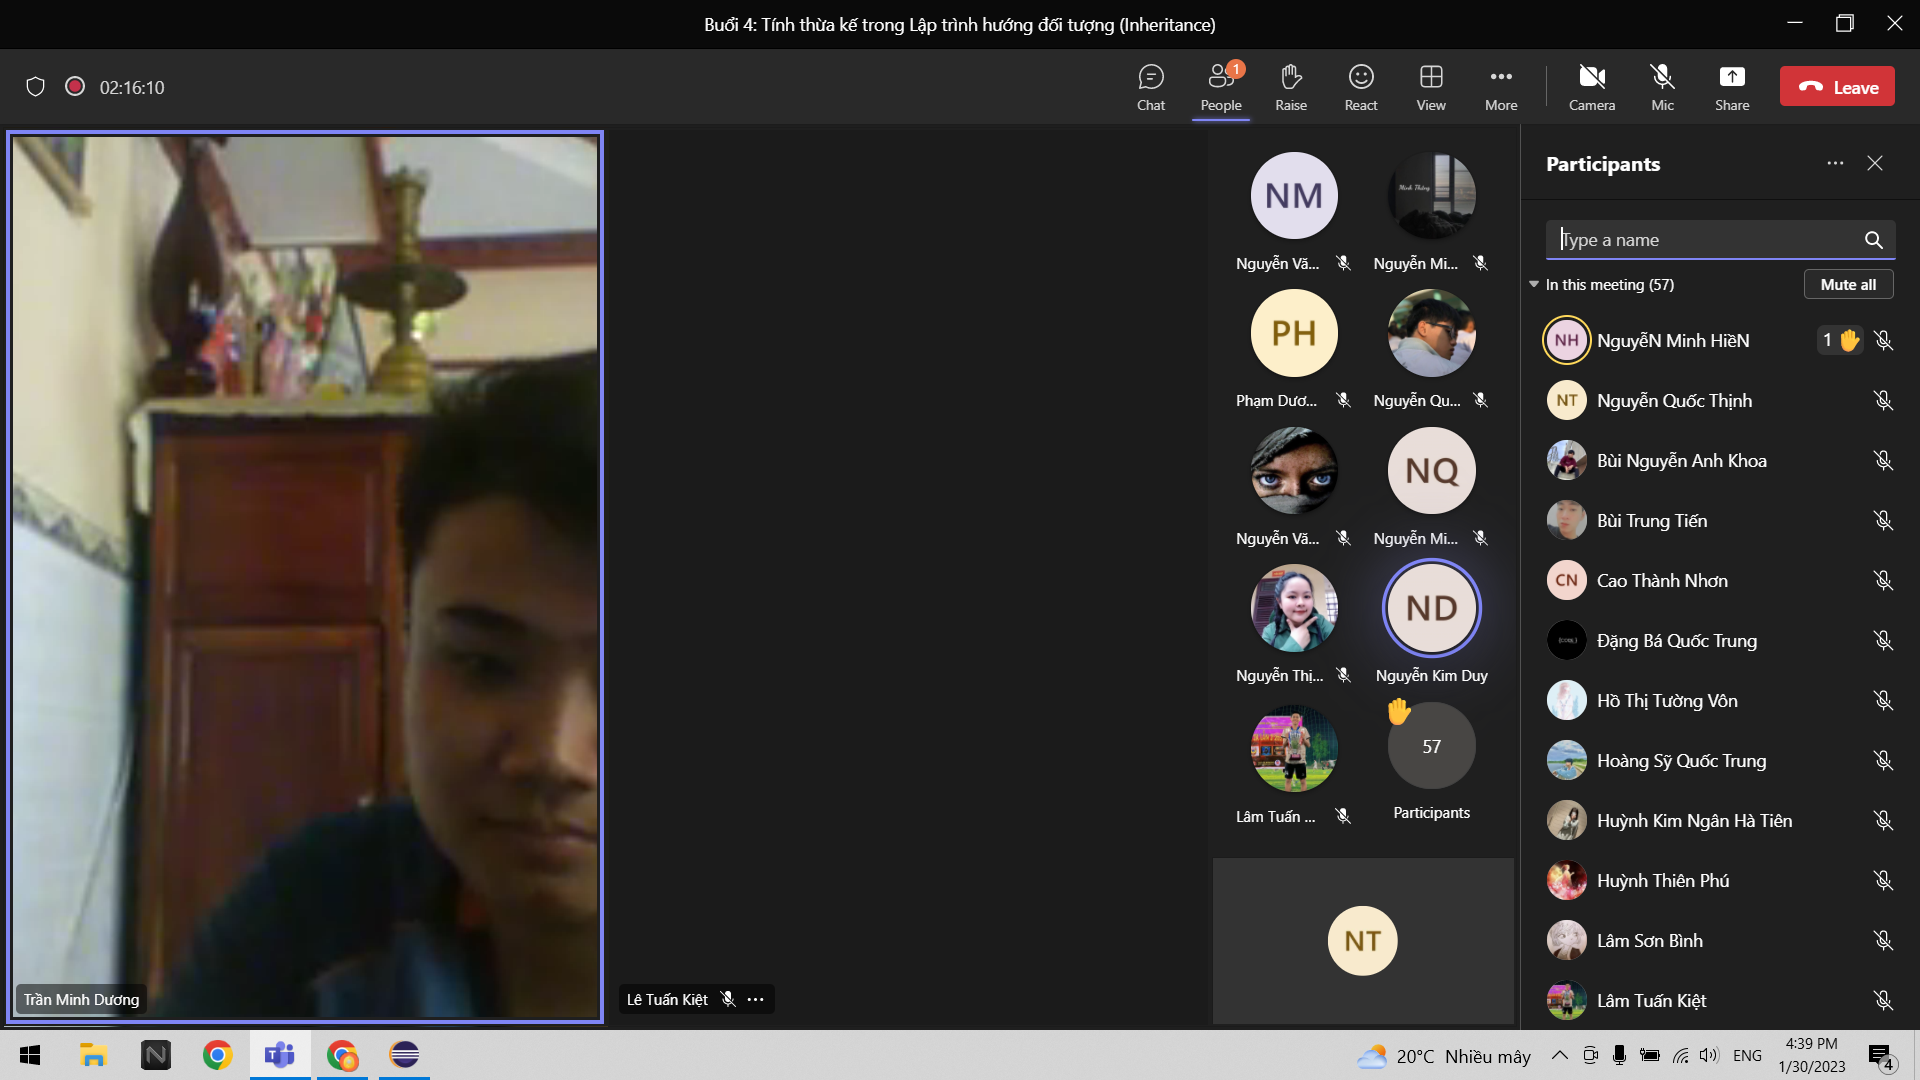 Buổi 4: Tính thừa kế trong Lập trình hướng đối tượng (Inheritance)
02:16:10
Chat
People
1
Raise
React
View
More
Camera
Mic
Share
Leave
Trần Minh Dương
Lê Tuấn Kiệt
NM
Minh Thông
Nguyễn Vă...
Nguyễn Mi...
PH
Phạm Dươ...
Nguyễn Qu...
NQ
Nguyễn Vă...
Nguyễn Mi...
ND
Nguyễn Thị...
Nguyễn Kim Duy
57
Lâm Tuấn ...
Participants
NT
Participants
Type a name
In this meeting (57)
Mute all
NH NguyễN Minh HiềN 1
NT Nguyễn Quốc Thịnh
Bùi Nguyễn Anh Khoa
Bùi Trung Tiến
CN Cao Thành Nhơn
Đặng Bá Quốc Trung
Hồ Thị Tường Vôn
Hoàng Sỹ Quốc Trung
Huỳnh Kim Ngân Hà Tiên
Huỳnh Thiên Phú
Lâm Sơn Bình
Lâm Tuấn Kiệt
20°C Nhiều mây
ENG
4:39 PM
1/30/2023
4